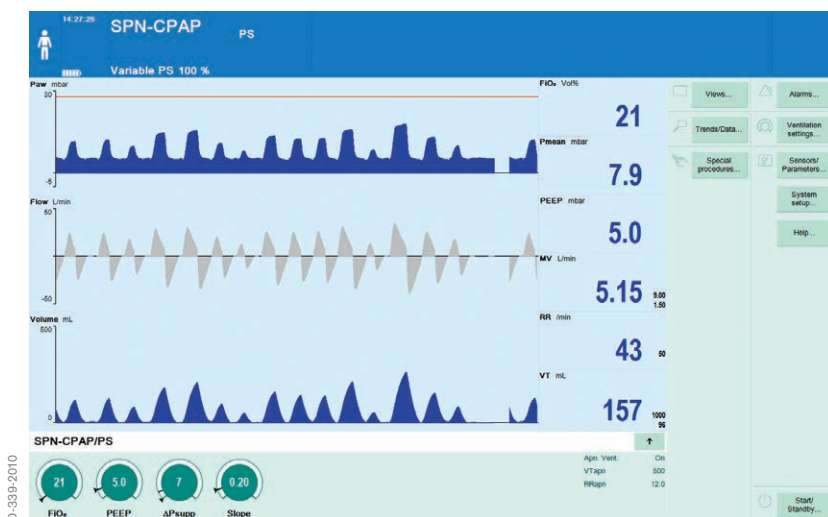 14:27:26
SPN-CPAP PS
Variable PS 100 %
Paw mbar
30
-5
Flow L/min
50
-50
Volume mL
500
0
FiO₂ Vol%
21
Pmean mbar
7.9
PEEP mbar
5.0
MV L/min
5.15 9.00
1.50
RR /min
43 50
VT mL
157 1000
96
Views... Alarms...
Trends/Data... Ventilation
settings...
Special
procedures... Sensors/
Parameters...
System
setup...
Help...
SPN-CPAP/PS
Apn. Vent. On
VTapn 500
RRapn 12.0
21 5.0 7 0.20
FiO₂ PEEP ΔPsupp Slope
Start/
Standby...
-339-2010